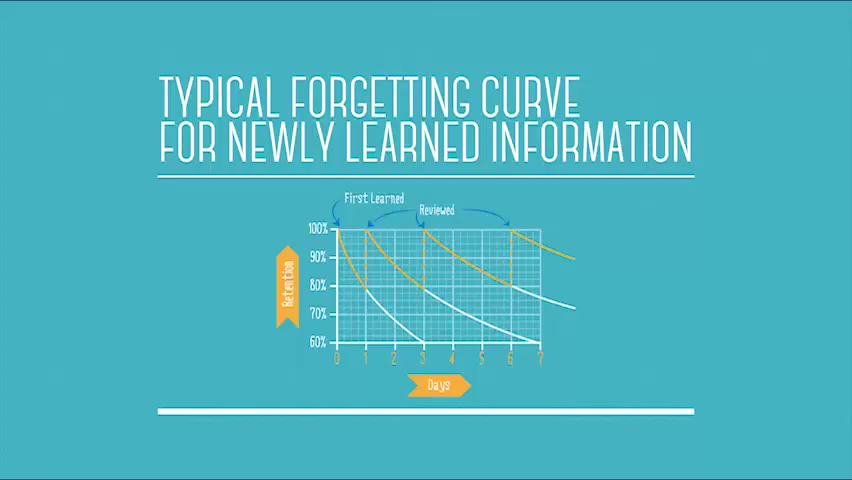 TYPICAL FORGETTING CURVE
FOR NEWLY LEARNED INFORMATION
First Learned
Reviewed
100%
90%
80%
70%
60%
Retention
0 1 2 3 4 5 6 7
Days